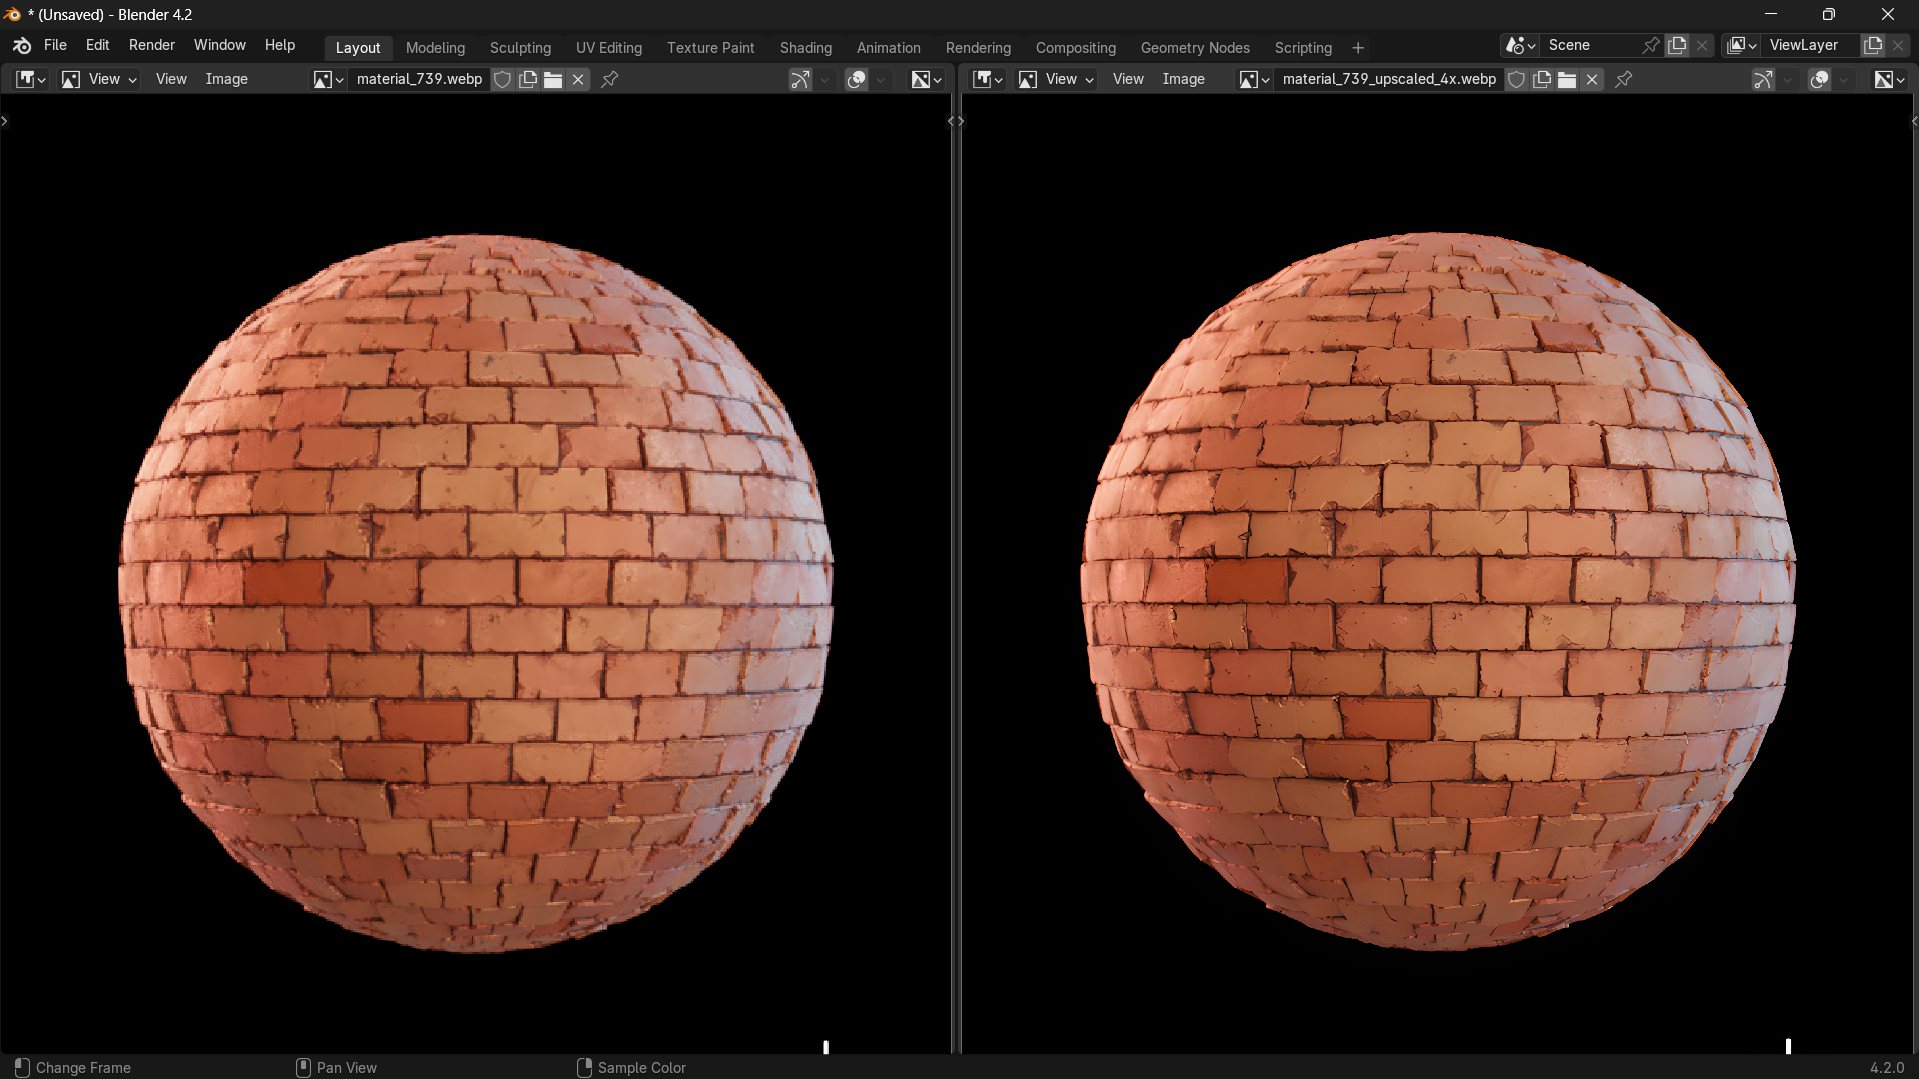 * (Unsaved) - Blender 4.2
File Edit Render Window Help Layout Modeling Sculpting UV Editing Texture Paint Shading Animation Rendering Compositing Geometry Nodes Scripting + Scene ViewLayer
View View Image material_739.webp View View Image material_739_upscaled_4x.webp
Change Frame Pan View Sample Color 4.2.0